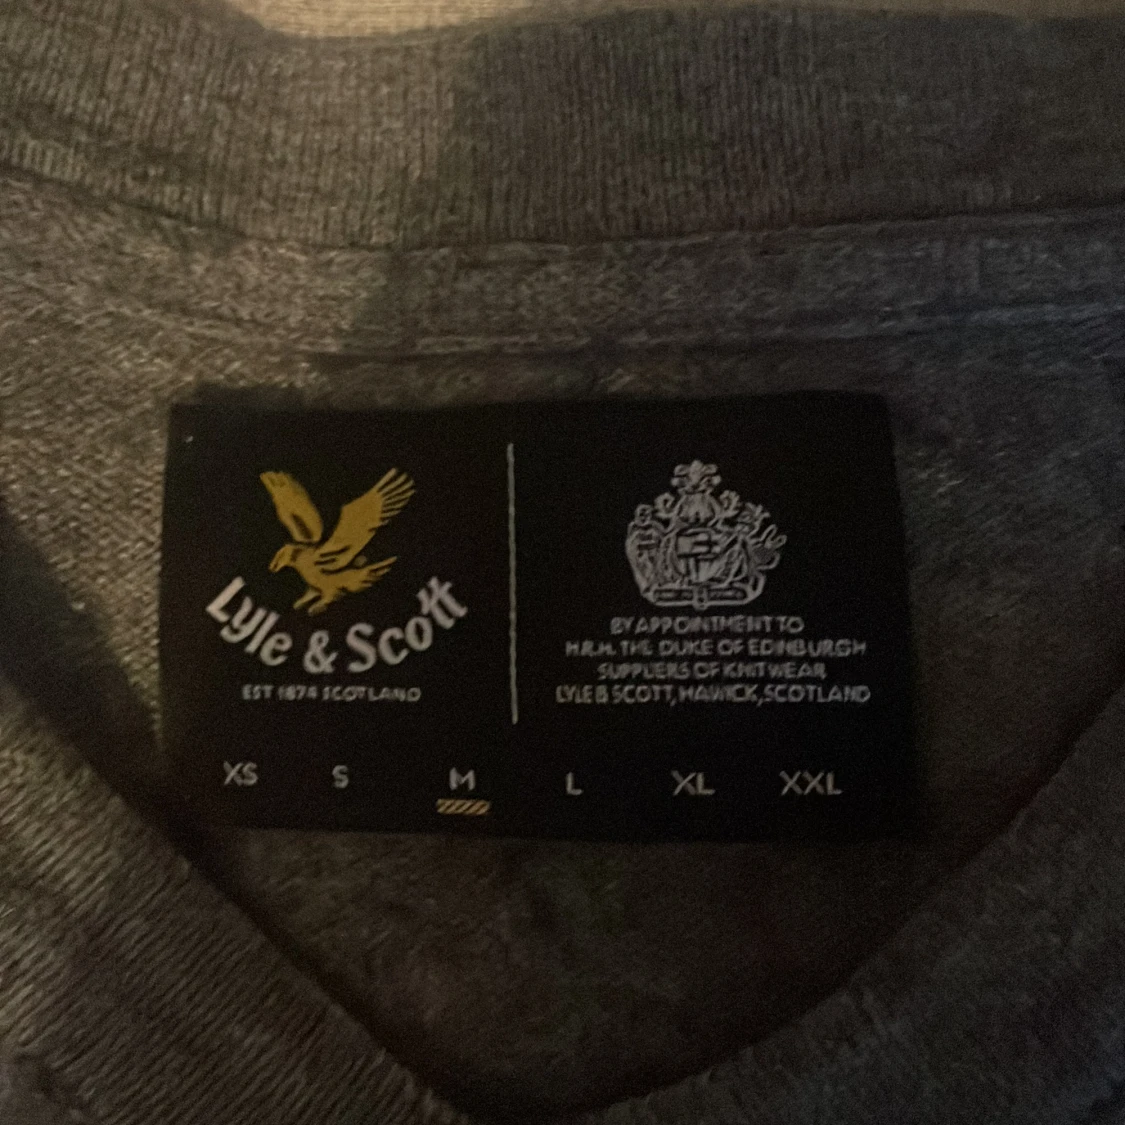 Lyle & Scott
EST 1874 SCOTLAND
BY APPOINTMENT TO
H.R.H. THE DUKE OF EDINBURGH
SUPPLIERS OF KNITWEAR
LYLE & SCOTT, HAWICK, SCOTLAND
XS S M L XL XXL